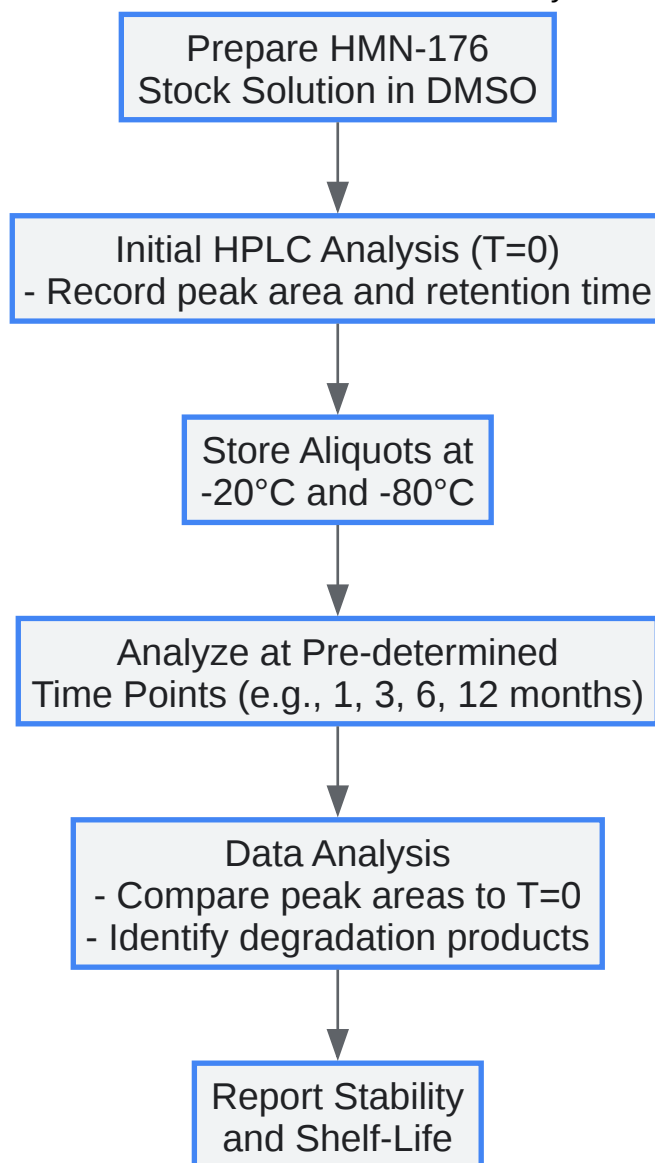 Prepare HMN-176
Stock Solution in DMSO
Initial HPLC Analysis (T=0)
- Record peak area and retention time
Store Aliquots at
-20°C and -80°C
Analyze at Pre-determined
Time Points (e.g., 1, 3, 6, 12 months)
Data Analysis
- Compare peak areas to T=0
- Identify degradation products
Report Stability
and Shelf-Life